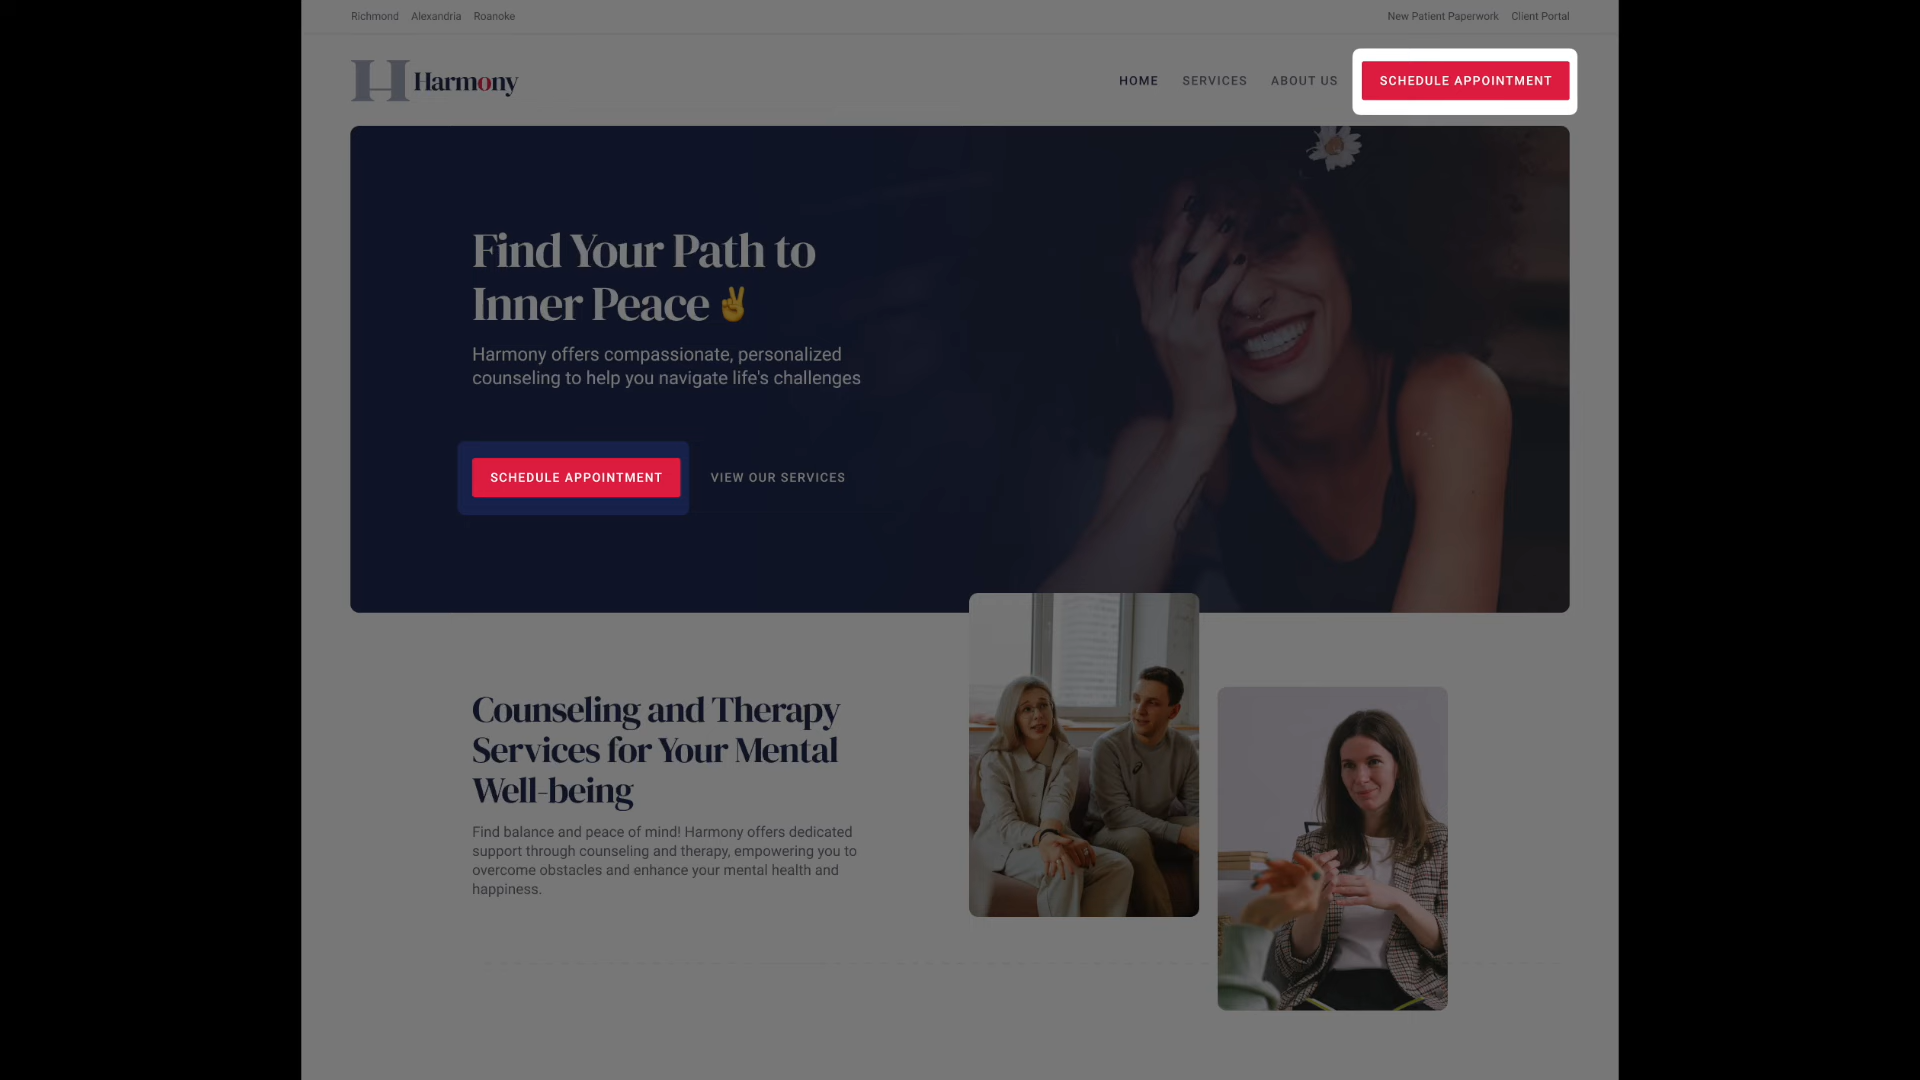 Richmond Alexandria Roanoke
New Patient Paperwork Client Portal
H Harmony
HOME SERVICES ABOUT US SCHEDULE APPOINTMENT
Find Your Path to
Inner Peace ✌
Harmony offers compassionate, personalized
counseling to help you navigate life's challenges
SCHEDULE APPOINTMENT VIEW OUR SERVICES
Counseling and Therapy
Services for Your Mental
Well-being
Find balance and peace of mind! Harmony offers dedicated
support through counseling and therapy, empowering you to
overcome obstacles and enhance your mental health and
happiness.